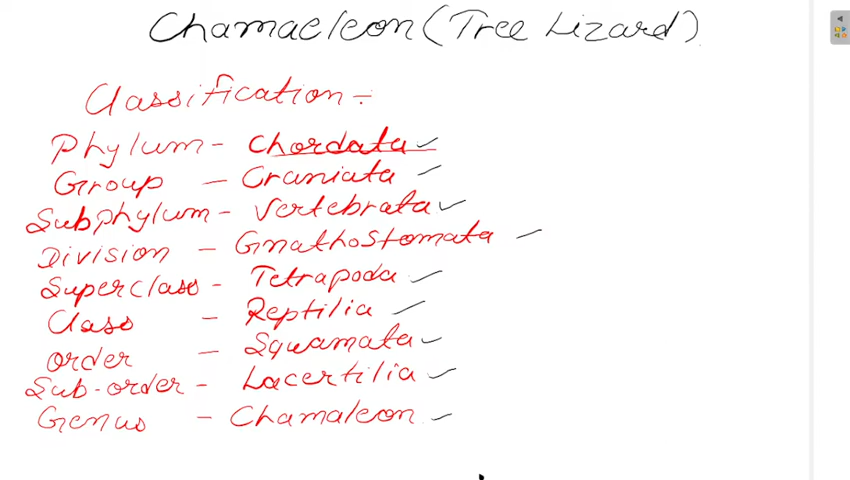 Chamaeleon (Tree Lizard)
Classification :-
Phylum - Chordata
Group - Craniata
Subphylum - Vertebrata
Division - Gnathostomata
Superclass - Tetrapoda
Class - Reptilia
order - Squamata
Sub-order - Lacertilia
Genus - Chamaleon